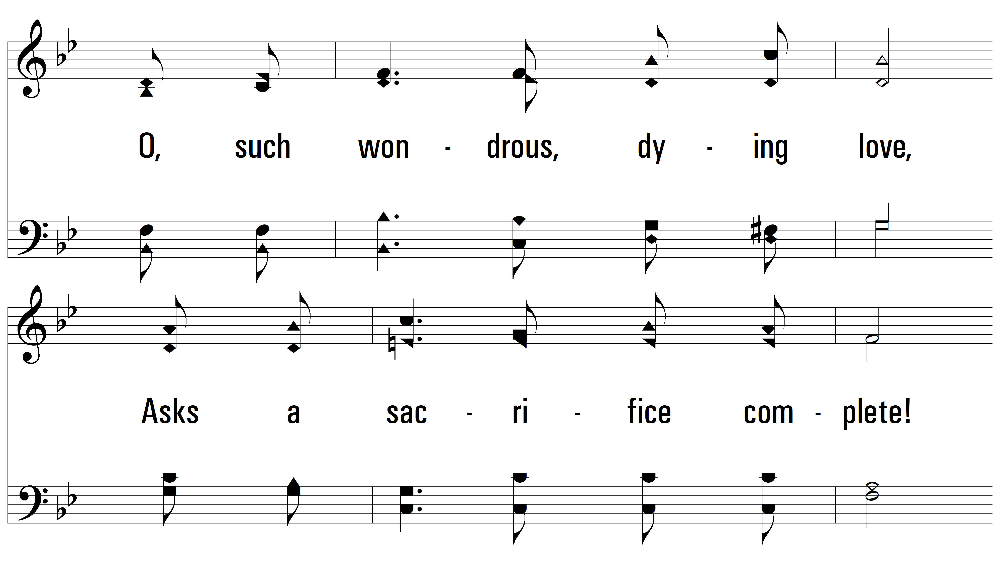 O, such won - drous, dy - ing love,
Asks a sac - ri - fice com - plete!